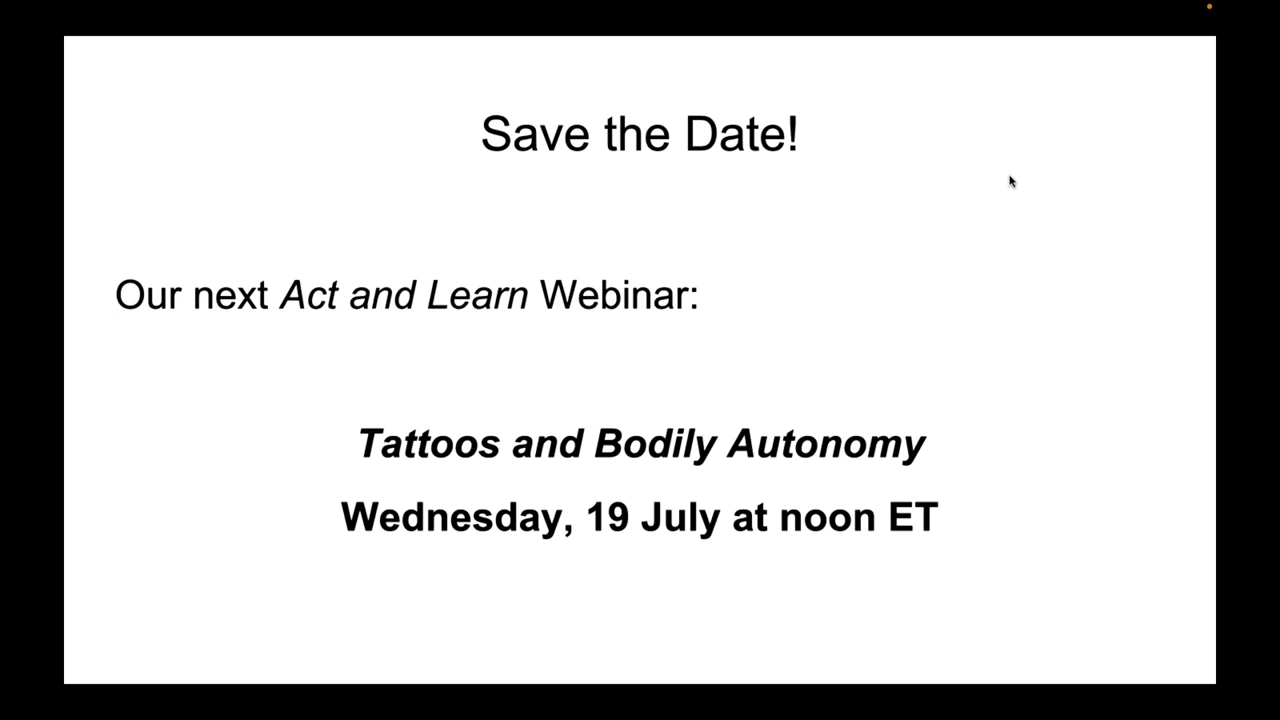 Save the Date!
Our next Act and Learn Webinar:
Tattoos and Bodily Autonomy
Wednesday, 19 July at noon ET